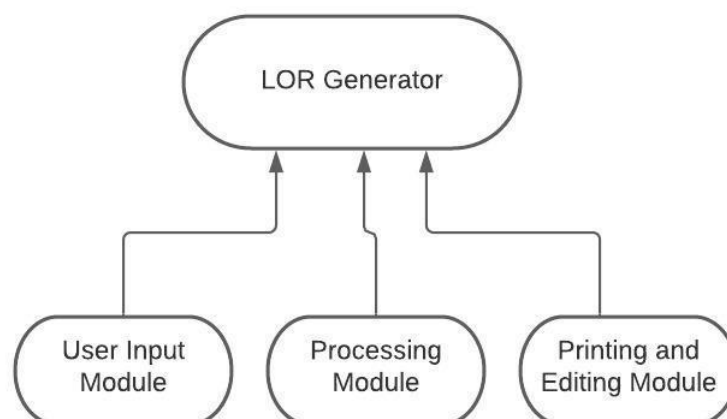 LOR Generator
User Input
Module
Processing
Module
Printing and
Editing Module